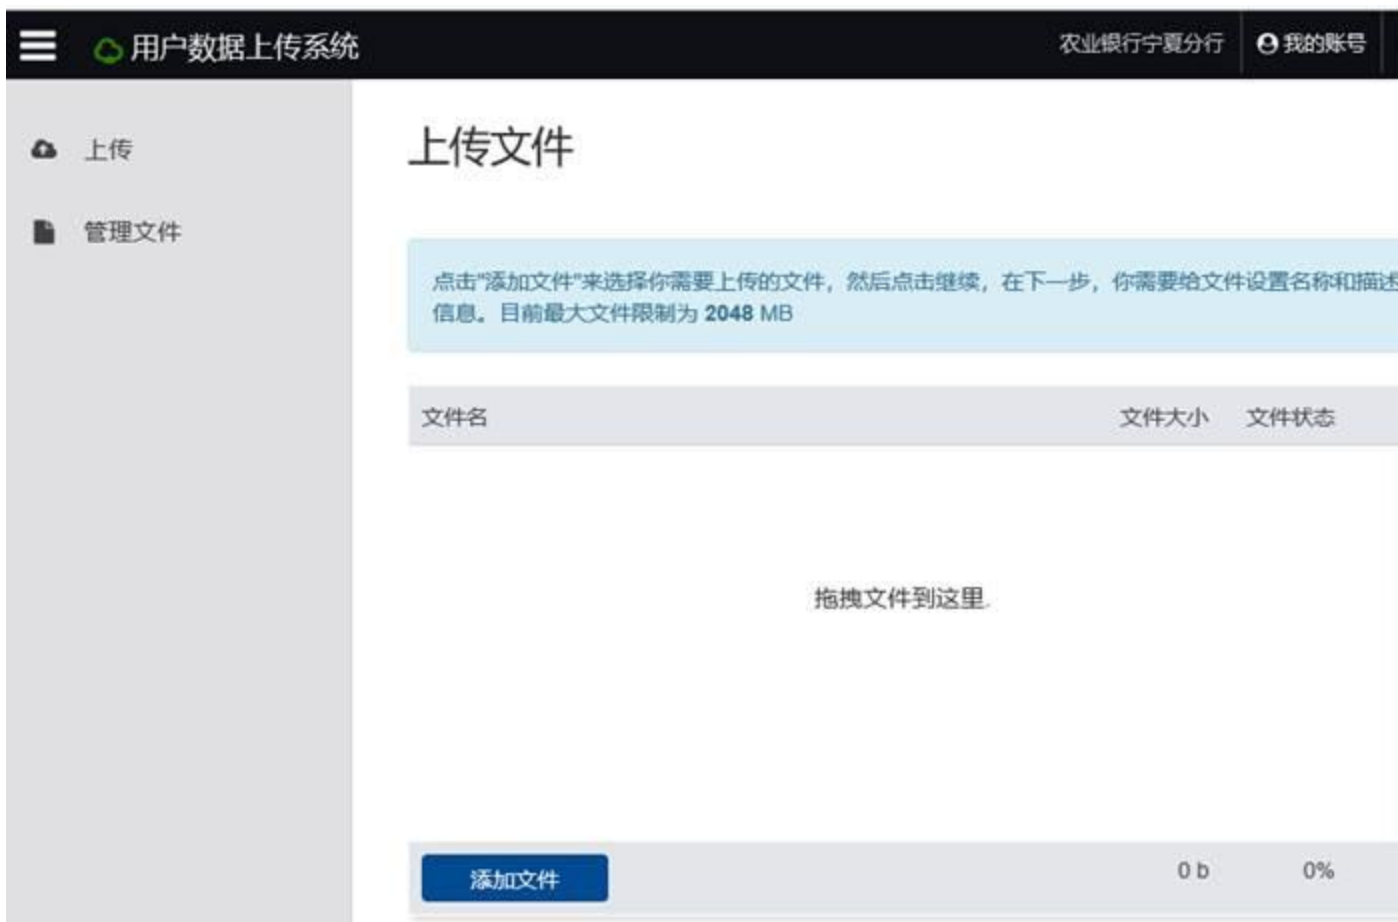 用户数据上传系统
农业银行宁夏分行
我的账号
上传
管理文件
上传文件
点击"添加文件"来选择你需要上传的文件，然后点击继续，在下一步，你需要给文件设置名称和描述
信息。目前最大文件限制为 2048 MB
文件名
文件大小
文件状态
拖拽文件到这里.
添加文件
0 b
0%